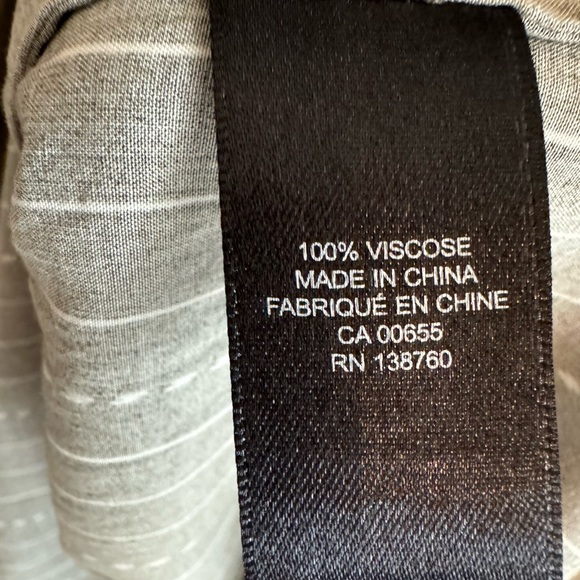 100% VISCOSE
MADE IN CHINA
FABRIQUÉ EN CHINE
CA 00655
RN 138760